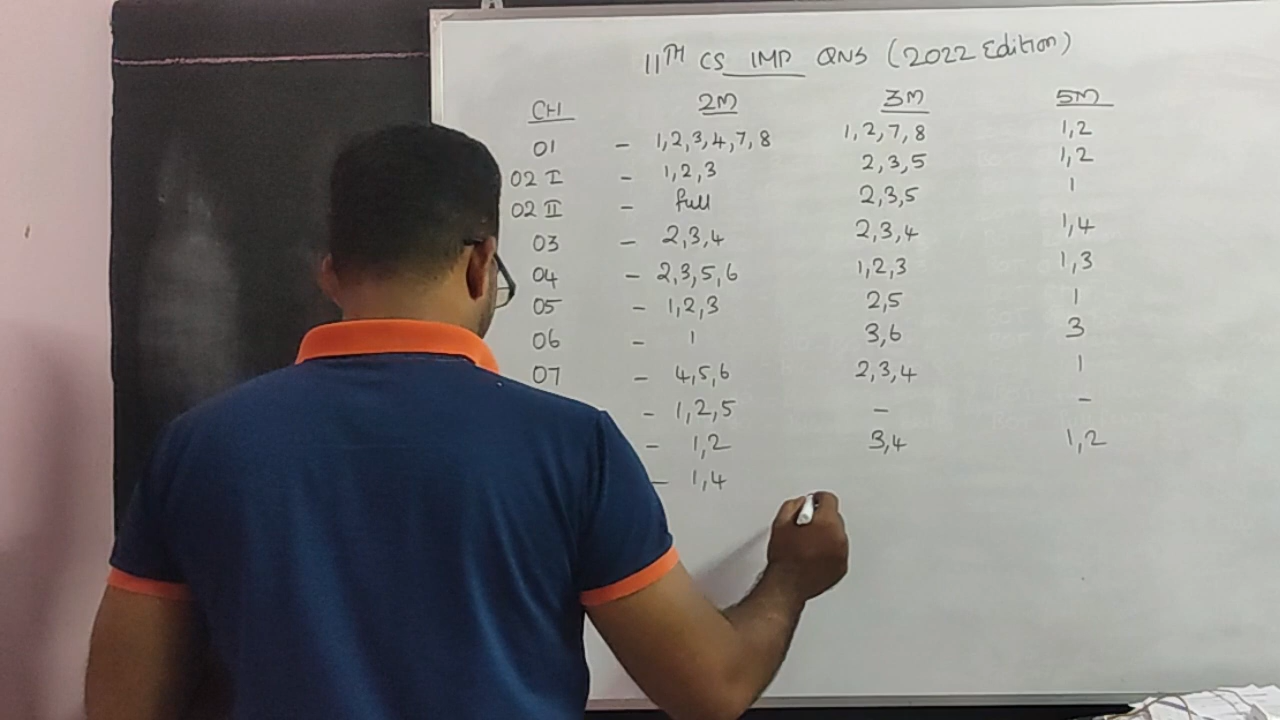 11TH CS IMP QNS (2022 Edition)
CH 2M 3M 5M
01 - 1,2,3,4,7,8 1,2,7,8 1,2
02 I - 1,2,3 2,3,5 1,2
02 II - full 2,3,5 1
03 - 2,3,4 2,3,4 1,4
04 - 2,3,5,6 1,2,3 1,3
05 - 1,2,3 2,5 1
06 - 1 3,6 3
07 - 4,5,6 2,3,4 1
- 1,2,5 - -
- 1,2 3,4 1,2
- 1,4